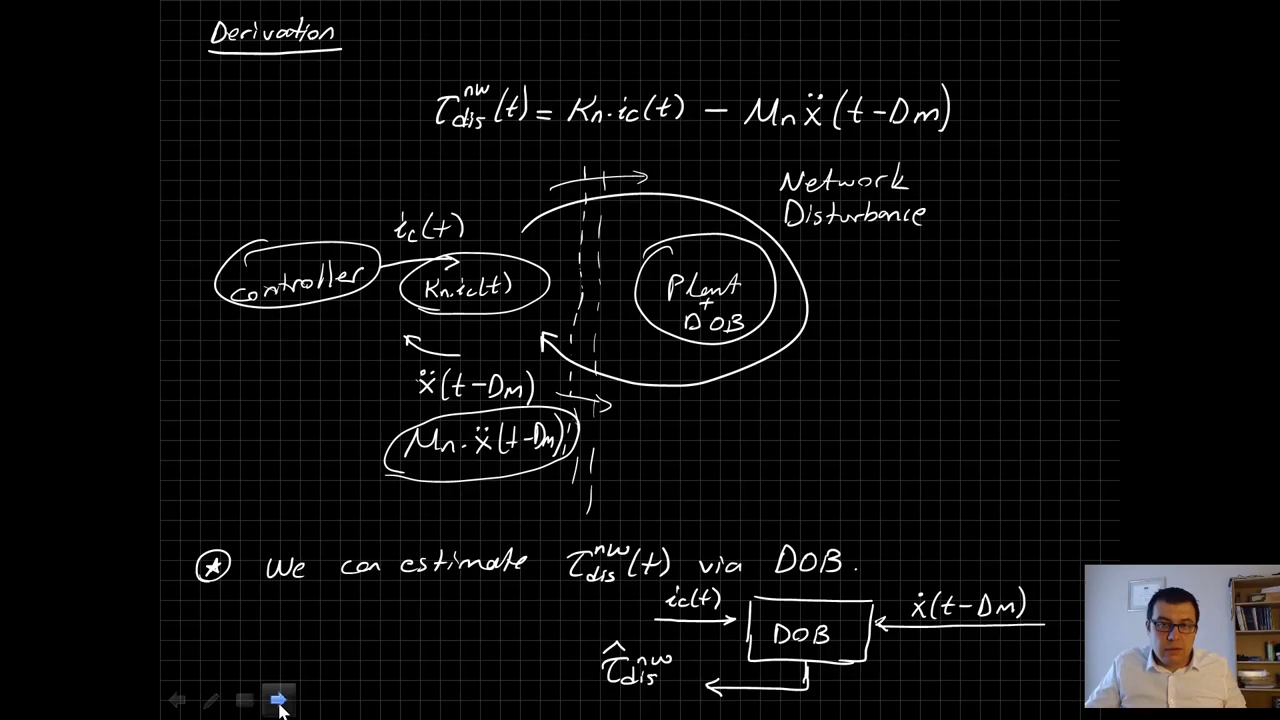 Derivation
τ_dis^nw(t) = Kn·ic(t) − Mn ẍ(t−Dm)
Network
Disturbance
ic(t)
controller
Kn·ic(t)
Plant
+
DOB
ẍ(t−Dm)
Mn·ẍ(t−Dm)
★ We can estimate τ_dis^nw(t) via DOB.
ic(t)
DOB
ẋ(t−Dm)
τ̂_dis^nw